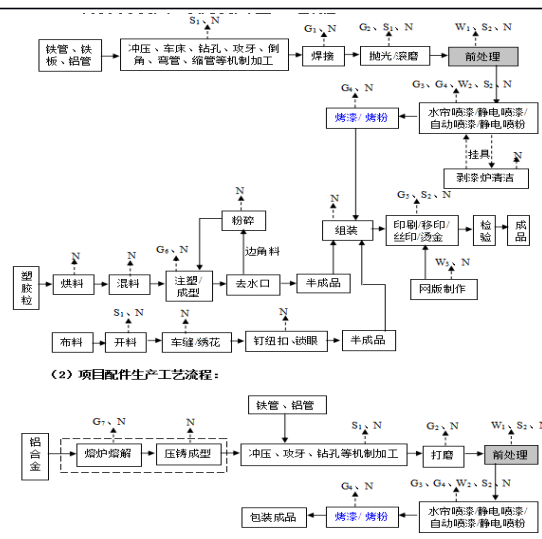 S₁、N
G₁、N
G₂、S₁、N
W₁、S₂、N
铁管、铁板、铝管
冲压、车床、钻孔、攻牙、倒角、弯管、缩管等机制加工
焊接
抛光/滚磨
前处理
G₄、N
G₃、G₄、W₂、S₂、N
烤漆/ 烤粉
水帘喷漆/静电喷漆/自动喷漆/静电喷粉
挂具
N
剥漆炉清洁
N
粉碎
N
G₅、S₂、N
组装
印刷/移印/丝印/烫金
检验
成品
边角料
N
N
G₆、N
W₃、N
塑胶粒
烘料
混料
注塑/成型
去水口
半成品
网版制作
S₁、N
N
N
布料
开料
车缝/绣花
钉纽扣、锁眼
半成品
（2）项目配件生产工艺流程：
铁管、铝管
G₇、N
N
S₁、N
G₂、N
W₁、S₂、N
铝合金
熔炉熔解
压铸成型
冲压、攻牙、钻孔等机制加工
打磨
前处理
G₄、N
G₃、G₄、W₂、S₂、N
包装成品
烤漆/ 烤粉
水帘喷漆/静电喷漆/自动喷漆/静电喷粉